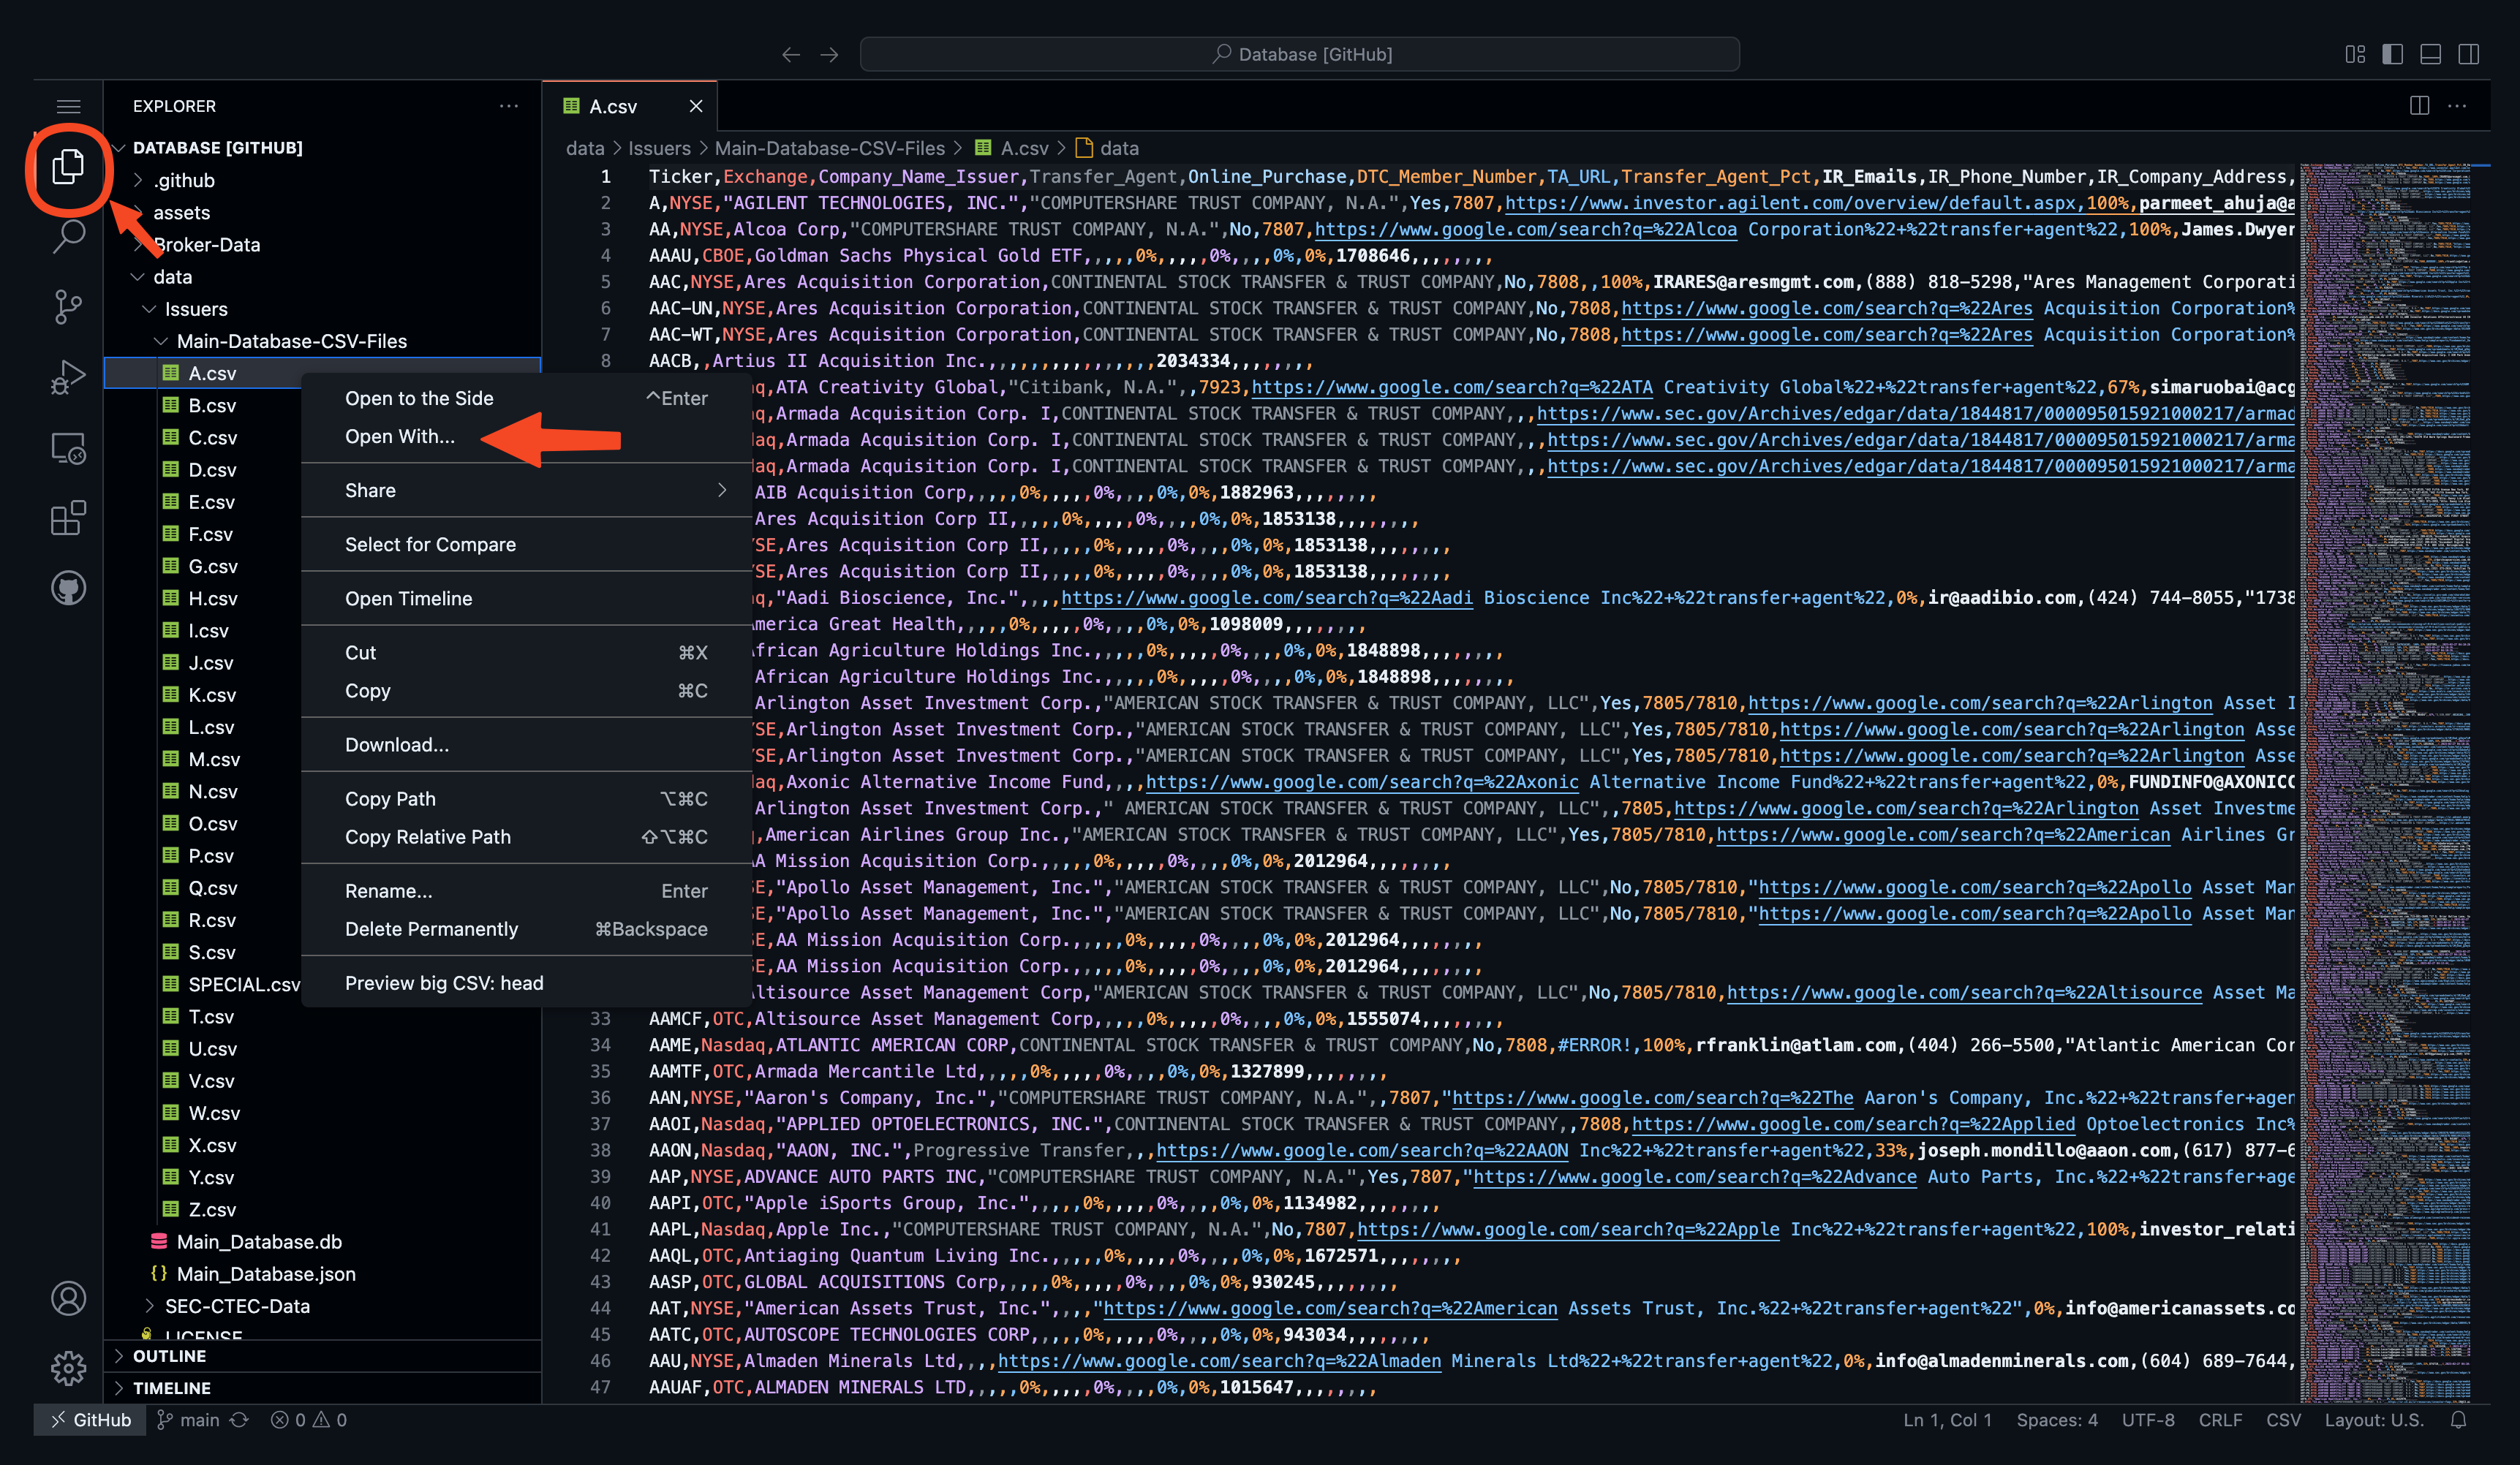 Database [GitHub]
EXPLORER
DATABASE [GITHUB]
.github
assets
Broker-Data
data
Issuers
Main-Database-CSV-Files
A.csv
B.csv
C.csv
D.csv
E.csv
F.csv
G.csv
H.csv
I.csv
J.csv
K.csv
L.csv
M.csv
N.csv
O.csv
P.csv
Q.csv
R.csv
S.csv
SPECIAL.csv
T.csv
U.csv
V.csv
W.csv
X.csv
Y.csv
Z.csv
Main_Database.db
Main_Database.json
SEC-CTEC-Data
LICENSE
OUTLINE
TIMELINE
Open to the Side ^Enter
Open With...
Share
Select for Compare
Open Timeline
Cut ⌘X
Copy ⌘C
Download...
Copy Path ⌥⌘C
Copy Relative Path ⇧⌥⌘C
Rename... Enter
Delete Permanently ⌘Backspace
Preview big CSV: head
A.csv
data > Issuers > Main-Database-CSV-Files > A.csv > data
1 Ticker,Exchange,Company_Name_Issuer,Transfer_Agent,Online_Purchase,DTC_Member_Number,TA_URL,Transfer_Agent_Pct,IR_Emails,IR_Phone_Number,IR_Company_Address,
2 A,NYSE,"AGILENT TECHNOLOGIES, INC.","COMPUTERSHARE TRUST COMPANY, N.A.",Yes,7807,https://www.investor.agilent.com/overview/default.aspx,100%,parmeet_ahuja@a
3 AA,NYSE,Alcoa Corp,"COMPUTERSHARE TRUST COMPANY, N.A.",No,7807,https://www.google.com/search?q=%22Alcoa Corporation%22+%22transfer+agent%22,100%,James.Dwyer
4 AAAU,CBOE,Goldman Sachs Physical Gold ETF,,,,,0%,,,,,0%,,,,0%,0%,1708646,,,,,,,,
5 AAC,NYSE,Ares Acquisition Corporation,CONTINENTAL STOCK TRANSFER & TRUST COMPANY,No,7808,,100%,IRARES@aresmgmt.com,(888) 818-5298,"Ares Management Corporati
6 AAC-UN,NYSE,Ares Acquisition Corporation,CONTINENTAL STOCK TRANSFER & TRUST COMPANY,No,7808,https://www.google.com/search?q=%22Ares Acquisition Corporation%
7 AAC-WT,NYSE,Ares Acquisition Corporation,CONTINENTAL STOCK TRANSFER & TRUST COMPANY,No,7808,https://www.google.com/search?q=%22Ares Acquisition Corporation%
8 AACB,,Artius II Acquisition Inc.,,,,,,,,,,,,,,,2034334,,,,,,,,
aq,ATA Creativity Global,"Citibank, N.A.",,7923,https://www.google.com/search?q=%22ATA Creativity Global%22+%22transfer+agent%22,67%,simaruobai@acg
aq,Armada Acquisition Corp. I,CONTINENTAL STOCK TRANSFER & TRUST COMPANY,,,https://www.sec.gov/Archives/edgar/data/1844817/000095015921000217/armad
daq,Armada Acquisition Corp. I,CONTINENTAL STOCK TRANSFER & TRUST COMPANY,,,https://www.sec.gov/Archives/edgar/data/1844817/000095015921000217/arma
daq,Armada Acquisition Corp. I,CONTINENTAL STOCK TRANSFER & TRUST COMPANY,,,https://www.sec.gov/Archives/edgar/data/1844817/000095015921000217/arma
AIB Acquisition Corp,,,,,0%,,,,,0%,,,,0%,0%,1882963,,,,,,,,
Ares Acquisition Corp II,,,,,0%,,,,,0%,,,,0%,0%,1853138,,,,,,,,
YSE,Ares Acquisition Corp II,,,,,0%,,,,,0%,,,,0%,0%,1853138,,,,,,,,
YSE,Ares Acquisition Corp II,,,,,0%,,,,,0%,,,,0%,0%,1853138,,,,,,,,
aq,"Aadi Bioscience, Inc.",,,,https://www.google.com/search?q=%22Aadi Bioscience Inc%22+%22transfer+agent%22,0%,ir@aadibio.com,(424) 744-8055,"1738
America Great Health,,,,,0%,,,,,0%,,,,0%,0%,1098009,,,,,,,,
African Agriculture Holdings Inc.,,,,,0%,,,,,0%,,,,0%,0%,1848898,,,,,,,,
African Agriculture Holdings Inc.,,,,,0%,,,,,0%,,,,0%,0%,1848898,,,,,,,,
Arlington Asset Investment Corp.,"AMERICAN STOCK TRANSFER & TRUST COMPANY, LLC",Yes,7805/7810,https://www.google.com/search?q=%22Arlington Asset I
YSE,Arlington Asset Investment Corp.,"AMERICAN STOCK TRANSFER & TRUST COMPANY, LLC",Yes,7805/7810,https://www.google.com/search?q=%22Arlington Asse
YSE,Arlington Asset Investment Corp.,"AMERICAN STOCK TRANSFER & TRUST COMPANY, LLC",Yes,7805/7810,https://www.google.com/search?q=%22Arlington Asse
daq,Axonic Alternative Income Fund,,,,https://www.google.com/search?q=%22Axonic Alternative Income Fund%22+%22transfer+agent%22,0%,FUNDINFO@AXONICC
Arlington Asset Investment Corp.," AMERICAN STOCK TRANSFER & TRUST COMPANY, LLC",,7805,https://www.google.com/search?q=%22Arlington Asset Investme
q,American Airlines Group Inc.,"AMERICAN STOCK TRANSFER & TRUST COMPANY, LLC",Yes,7805/7810,https://www.google.com/search?q=%22American Airlines Gr
AA Mission Acquisition Corp.,,,,,0%,,,,,0%,,,,0%,0%,2012964,,,,,,,,
SE,"Apollo Asset Management, Inc.","AMERICAN STOCK TRANSFER & TRUST COMPANY, LLC",No,7805/7810,"https://www.google.com/search?q=%22Apollo Asset Man
SE,"Apollo Asset Management, Inc.","AMERICAN STOCK TRANSFER & TRUST COMPANY, LLC",No,7805/7810,"https://www.google.com/search?q=%22Apollo Asset Man
SE,AA Mission Acquisition Corp.,,,,,0%,,,,,0%,,,,0%,0%,2012964,,,,,,,,
SE,AA Mission Acquisition Corp.,,,,,0%,,,,,0%,,,,0%,0%,2012964,,,,,,,,
Altisource Asset Management Corp,"AMERICAN STOCK TRANSFER & TRUST COMPANY, LLC",No,7805/7810,https://www.google.com/search?q=%22Altisource Asset Ma
33 AAMCF,OTC,Altisource Asset Management Corp,,,,,0%,,,,,0%,,,,0%,0%,1555074,,,,,,,,
34 AAME,Nasdaq,ATLANTIC AMERICAN CORP,CONTINENTAL STOCK TRANSFER & TRUST COMPANY,No,7808,#ERROR!,100%,rfranklin@atlam.com,(404) 266-5500,"Atlantic American Cor
35 AAMTF,OTC,Armada Mercantile Ltd,,,,,0%,,,,,0%,,,,0%,0%,1327899,,,,,,,,
36 AAN,NYSE,"Aaron's Company, Inc.","COMPUTERSHARE TRUST COMPANY, N.A.",,7807,"https://www.google.com/search?q=%22The Aaron's Company, Inc.%22+%22transfer+agen
37 AAOI,Nasdaq,"APPLIED OPTOELECTRONICS, INC.",CONTINENTAL STOCK TRANSFER & TRUST COMPANY,,7808,https://www.google.com/search?q=%22Applied Optoelectronics Inc%
38 AAON,Nasdaq,"AAON, INC.",Progressive Transfer,,,https://www.google.com/search?q=%22AAON Inc%22+%22transfer+agent%22,33%,joseph.mondillo@aaon.com,(617) 877-6
39 AAP,NYSE,ADVANCE AUTO PARTS INC,"COMPUTERSHARE TRUST COMPANY, N.A.",Yes,7807,"https://www.google.com/search?q=%22Advance Auto Parts, Inc.%22+%22transfer+age
40 AAPI,OTC,"Apple iSports Group, Inc.",,,,,0%,,,,,0%,,,,0%,0%,1134982,,,,,,,,
41 AAPL,Nasdaq,Apple Inc.,"COMPUTERSHARE TRUST COMPANY, N.A.",No,7807,https://www.google.com/search?q=%22Apple Inc%22+%22transfer+agent%22,100%,investor_relati
42 AAQL,OTC,Antiaging Quantum Living Inc.,,,,,0%,,,,,0%,,,,0%,0%,1672571,,,,,,,,
43 AASP,OTC,GLOBAL ACQUISITIONS Corp,,,,,0%,,,,,0%,,,,0%,0%,930245,,,,,,,,
44 AAT,NYSE,"American Assets Trust, Inc.",,,,"https://www.google.com/search?q=%22American Assets Trust, Inc.%22+%22transfer+agent%22",0%,info@americanassets.co
45 AATC,OTC,AUTOSCOPE TECHNOLOGIES CORP,,,,,0%,,,,,0%,,,,0%,0%,943034,,,,,,,,
46 AAU,NYSE,Almaden Minerals Ltd,,,,https://www.google.com/search?q=%22Almaden Minerals Ltd%22+%22transfer+agent%22,0%,info@almadenminerals.com,(604) 689-7644,
47 AAUAF,OTC,ALMADEN MINERALS LTD,,,,,0%,,,,,0%,,,,0%,0%,1015647,,,,,,,,
GitHub main 0 0 Ln 1, Col 1 Spaces: 4 UTF-8 CRLF CSV Layout: U.S.